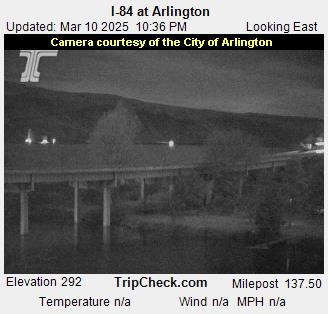 I-84 at Arlington
Updated: Mar 10 2025 10:36 PM Looking East
Camera courtesy of the City of Arlington
Elevation 292 TripCheck.com Milepost 137.50
Temperature n/a Wind n/a MPH n/a